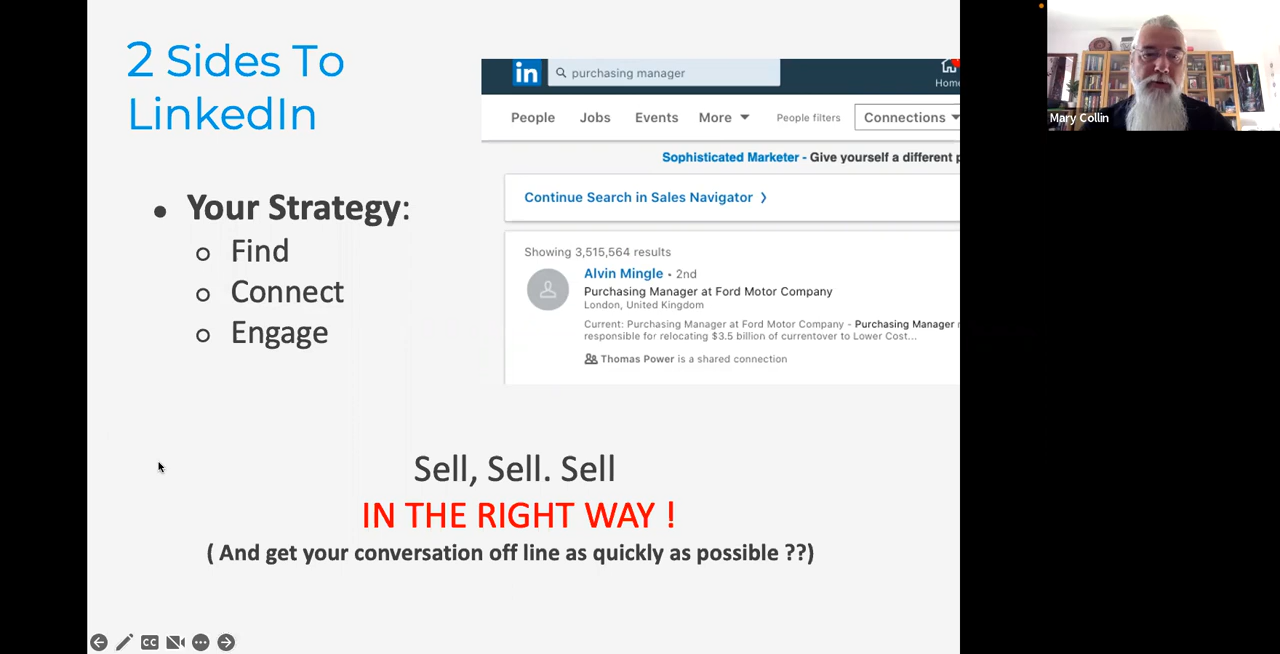 2 Sides To
LinkedIn
in
purchasing manager
Home
People
Jobs
Events
More
People filters
Connections
Sophisticated Marketer - Give yourself a different p
Continue Search in Sales Navigator
Showing 3,515,564 results
Alvin Mingle • 2nd
Purchasing Manager at Ford Motor Company
London, United Kingdom
Current: Purchasing Manager at Ford Motor Company - Purchasing Manager
responsible for relocating $3.5 billion of currentover to Lower Cost...
Thomas Power is a shared connection
• Your Strategy:
Find
Connect
Engage
Sell, Sell. Sell
IN THE RIGHT WAY !
( And get your conversation off line as quickly as possible ??)
CC
Mary Collin